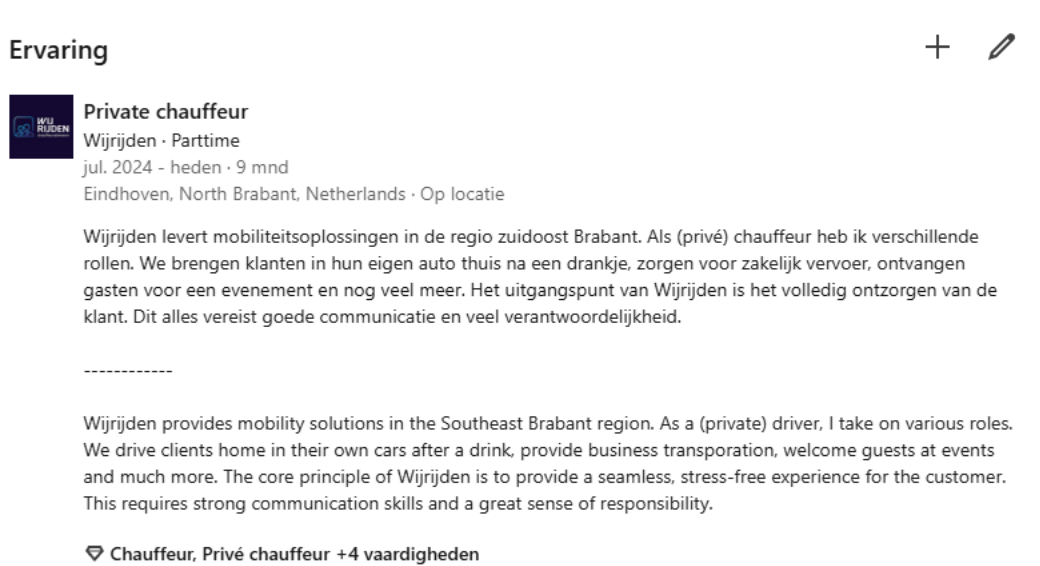 Ervaring
WIJ
RIJDEN
Private chauffeur
Wijrijden · Parttime
jul. 2024 - heden · 9 mnd
Eindhoven, North Brabant, Netherlands · Op locatie
Wijrijden levert mobiliteitsoplossingen in de regio zuidoost Brabant. Als (privé) chauffeur heb ik verschillende
rollen. We brengen klanten in hun eigen auto thuis na een drankje, zorgen voor zakelijk vervoer, ontvangen
gasten voor een evenement en nog veel meer. Het uitgangspunt van Wijrijden is het volledig ontzorgen van de
klant. Dit alles vereist goede communicatie en veel verantwoordelijkheid.
------------
Wijrijden provides mobility solutions in the Southeast Brabant region. As a (private) driver, I take on various roles.
We drive clients home in their own cars after a drink, provide business transporation, welcome guests at events
and much more. The core principle of Wijrijden is to provide a seamless, stress-free experience for the customer.
This requires strong communication skills and a great sense of responsibility.
Chauffeur, Privé chauffeur +4 vaardigheden